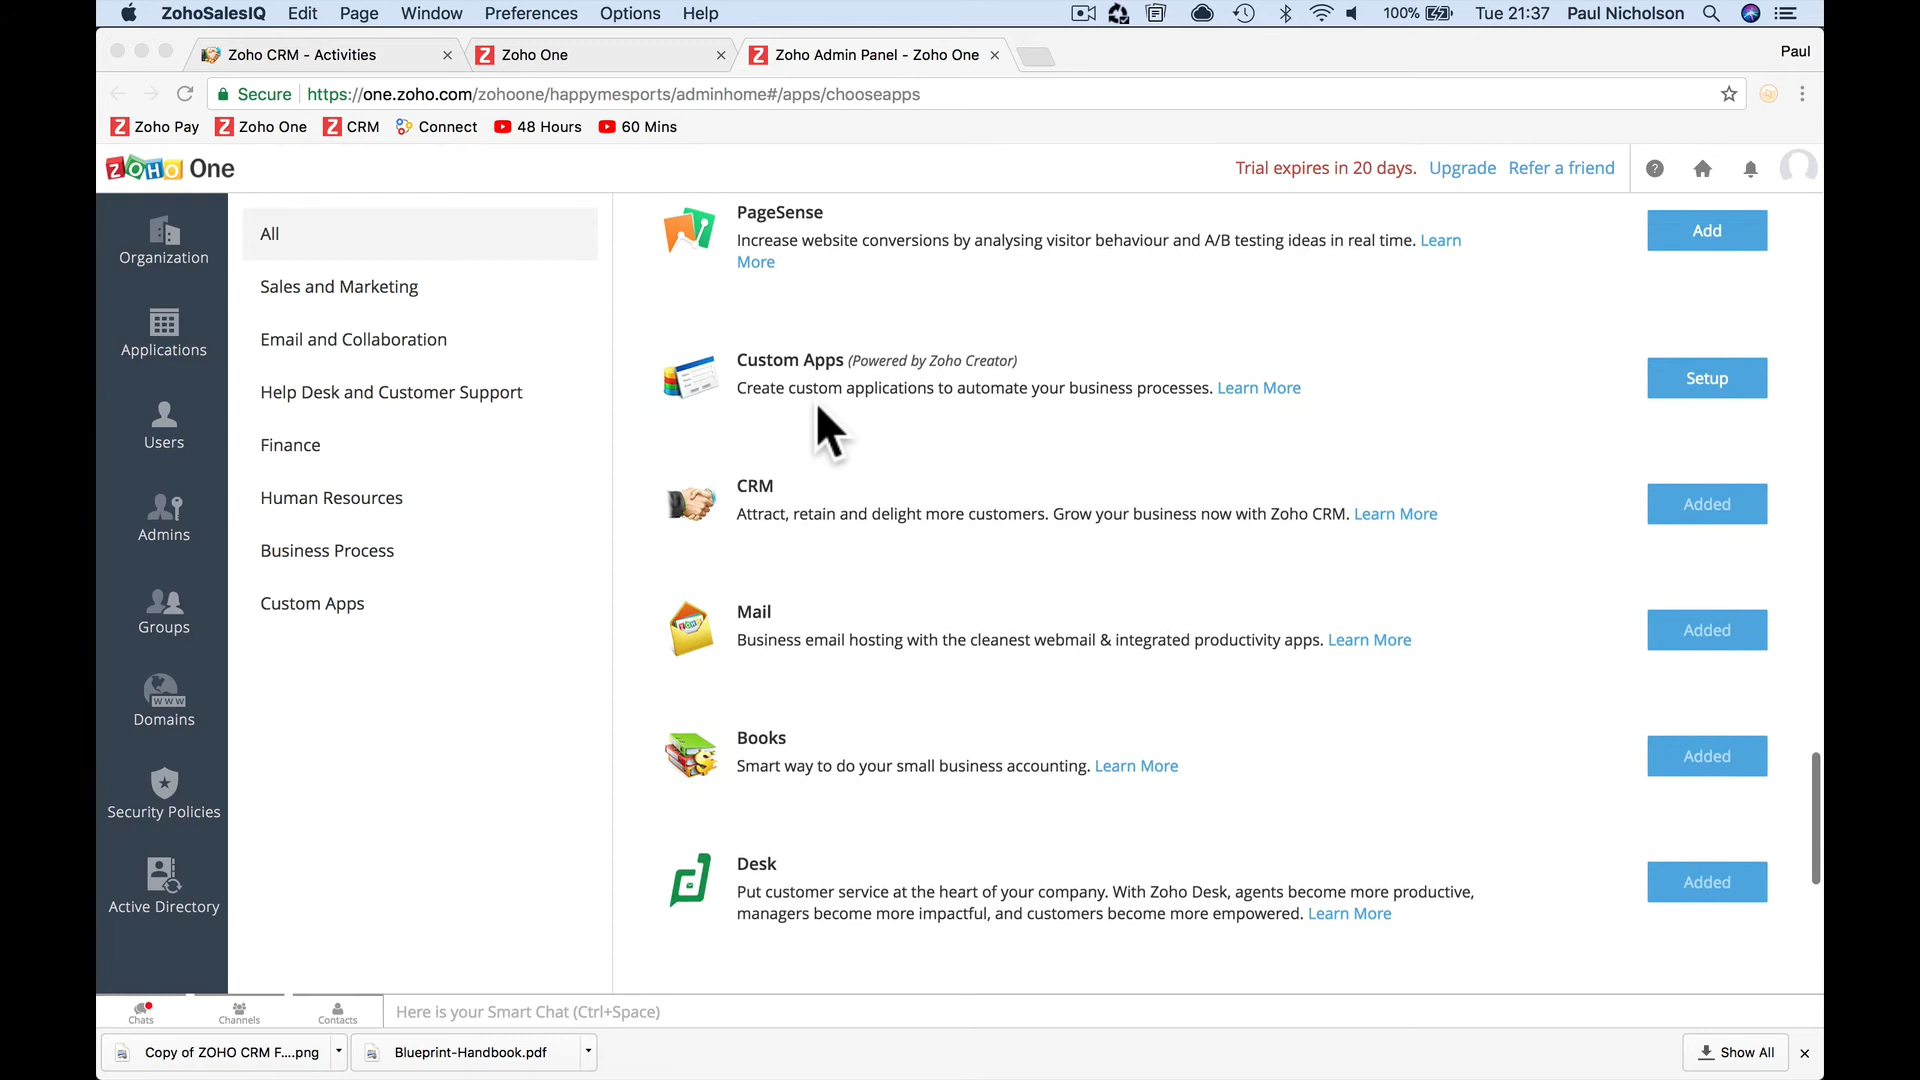 ZohoSalesIQ Edit Page Window Preferences Options Help 100% Tue 21:37 Paul Nicholson
Zoho CRM - Activities Zoho One Zoho Admin Panel - Zoho One Paul
Secure https://one.zoho.com/zohoone/happymesports/adminhome#/apps/chooseapps
Zoho Pay Zoho One CRM Connect 48 Hours 60 Mins
ZOHO One Trial expires in 20 days. Upgrade Refer a friend
Organization
Applications
Users
Admins
Groups
WWW
Domains
Security Policies
Active Directory
All
Sales and Marketing
Email and Collaboration
Help Desk and Customer Support
Finance
Human Resources
Business Process
Custom Apps
PageSense
Increase website conversions by analysing visitor behaviour and A/B testing ideas in real time. Learn
More
Add
Custom Apps (Powered by Zoho Creator)
Create custom applications to automate your business processes. Learn More
Setup
CRM
Attract, retain and delight more customers. Grow your business now with Zoho CRM. Learn More
Added
Mail
Business email hosting with the cleanest webmail & integrated productivity apps. Learn More
Added
Books
Smart way to do your small business accounting. Learn More
Added
Desk
Put customer service at the heart of your company. With Zoho Desk, agents become more productive,
managers become more impactful, and customers become more empowered. Learn More
Added
Chats Channels Contacts Here is your Smart Chat (Ctrl+Space)
Copy of ZOHO CRM F....png Blueprint-Handbook.pdf Show All